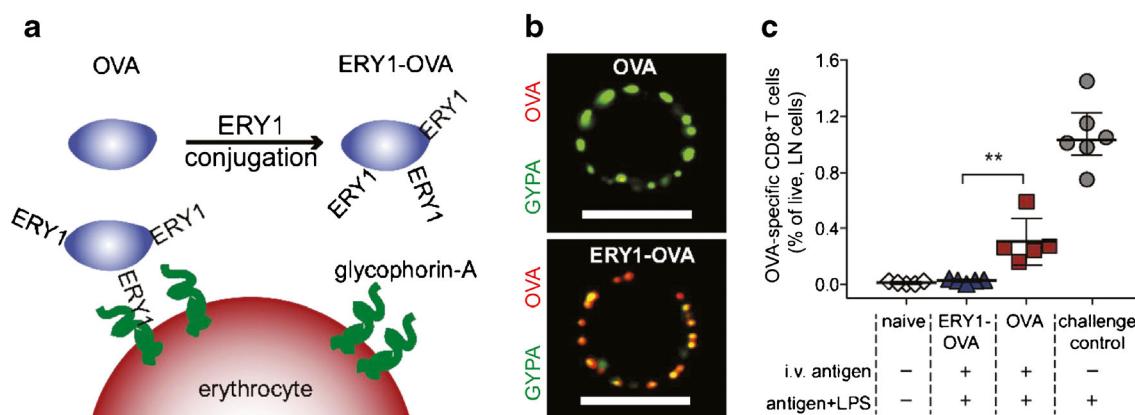 a
OVA
ERY1-OVA
ERY1
conjugation
ERY1
ERY1
ERY1
ERY1
ERY1
ERY1
glycophorin-A
erythrocyte
b
OVA
GYPA OVA
ERY1-OVA
GYPA OVA
c
OVA-specific CD8⁺ T cells
(% of live, LN cells)
1.6
1.2
0.8
0.4
0.0
**
naive ERY1-OVA OVA challenge control
i.v. antigen − + + −
antigen+LPS − + + +